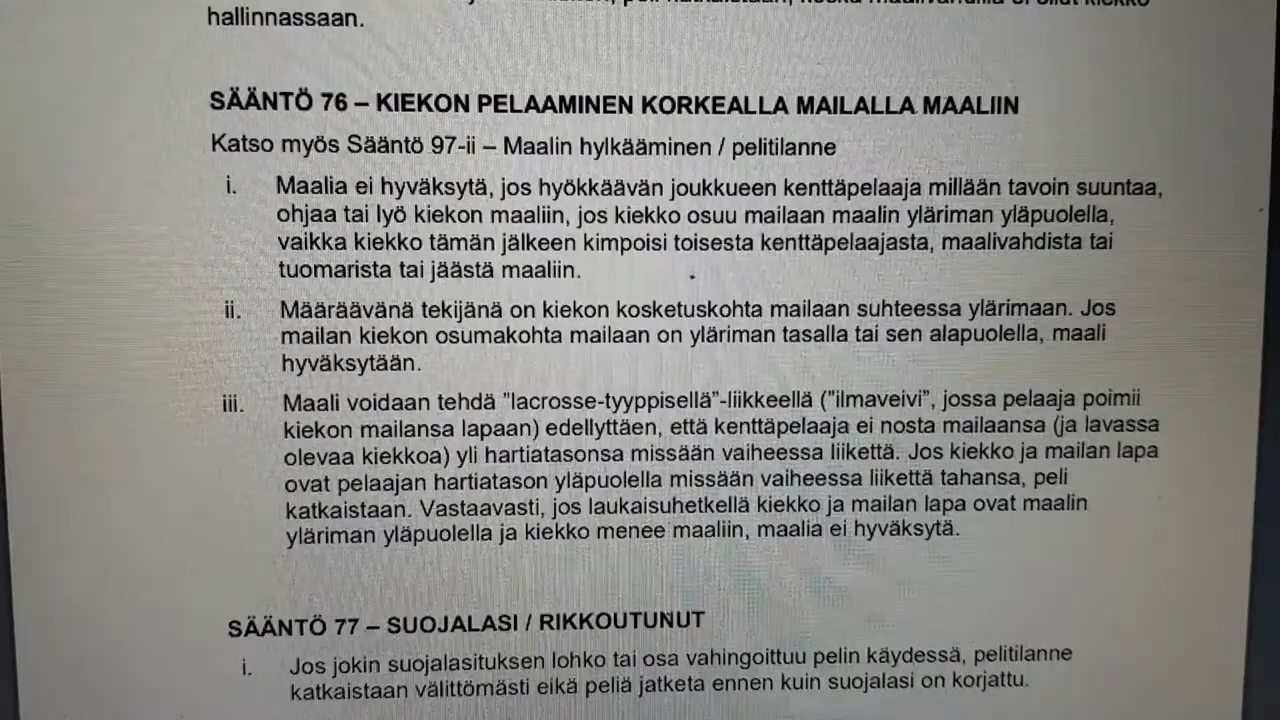 hallinnassaan.
SÄÄNTÖ 76 – KIEKON PELAAMINEN KORKEALLA MAILALLA MAALIIN
Katso myös Sääntö 97-ii – Maalin hylkääminen / pelitilanne
i. Maalia ei hyväksytä, jos hyökkäävän joukkueen kenttäpelaaja millään tavoin suuntaa,
ohjaa tai lyö kiekon maaliin, jos kiekko osuu mailaan maalin yläriman yläpuolella,
vaikka kiekko tämän jälkeen kimpoisi toisesta kenttäpelaajasta, maalivahdista tai
tuomarista tai jäästä maaliin.
ii. Määräävänä tekijänä on kiekon kosketuskohta mailaan suhteessa ylärimaan. Jos
mailan kiekon osumakohta mailaan on yläriman tasalla tai sen alapuolella, maali
hyväksytään.
iii. Maali voidaan tehdä ”lacrosse-tyyppisellä”-liikkeellä (”ilmaveivi”, jossa pelaaja poimii
kiekon mailansa lapaan) edellyttäen, että kenttäpelaaja ei nosta mailaansa (ja lavassa
olevaa kiekkoa) yli hartiatasonsa missään vaiheessa liikettä. Jos kiekko ja mailan lapa
ovat pelaajan hartiatason yläpuolella missään vaiheessa liikettä tahansa, peli
katkaistaan. Vastaavasti, jos laukaisuhetkellä kiekko ja mailan lapa ovat maalin
yläriman yläpuolella ja kiekko menee maaliin, maalia ei hyväksytä.
SÄÄNTÖ 77 – SUOJALASI / RIKKOUTUNUT
i. Jos jokin suojalasituksen lohko tai osa vahingoittuu pelin käydessä, pelitilanne
katkaistaan välittömästi eikä peliä jatketa ennen kuin suojalasi on korjattu.